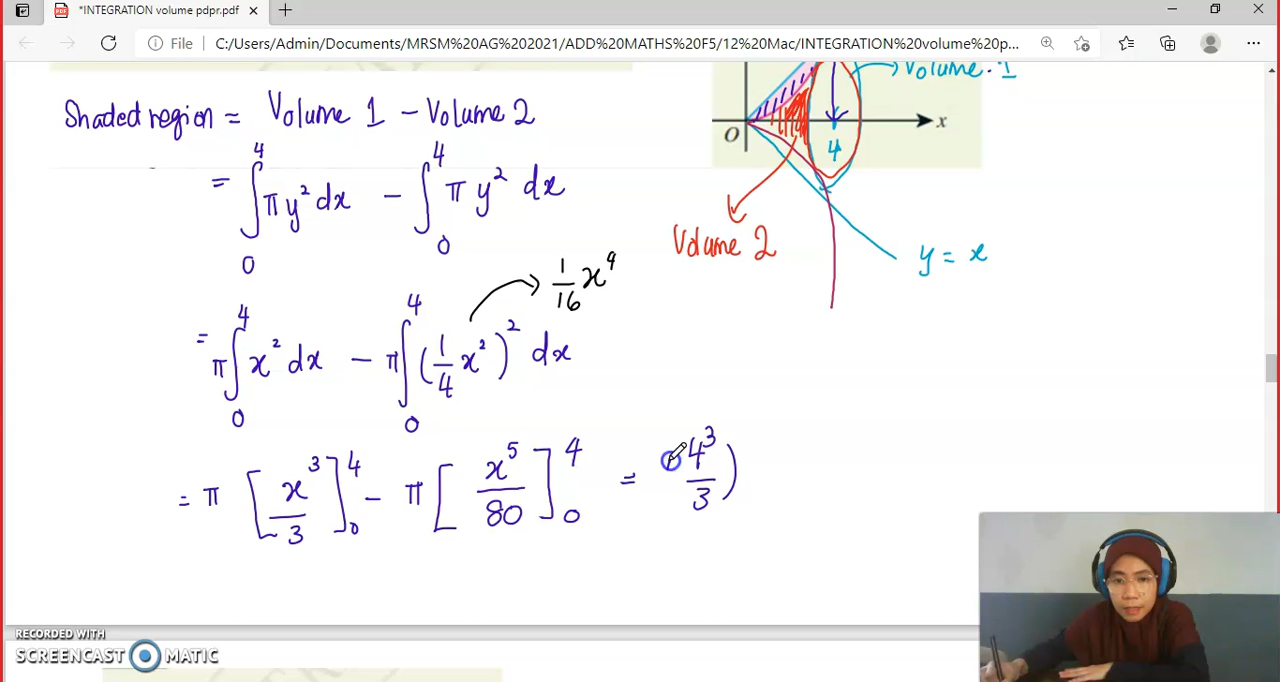 *INTEGRATION volume pdpr.pdf
File C:/Users/Admin/Documents/MRSM%20AG%202021/ADD%20MATHS%20F5/12%20Mac/INTEGRATION%20volume%20p...
Volume 1
Shaded region = Volume 1 – Volume 2
O 4 x
= ∫₀⁴ πy² dx – ∫₀⁴ πy² dx
Volume 2
y = x
1/16 x⁴
= π∫₀⁴ x² dx – π∫₀⁴ (1/4 x²)² dx
= π [x³/3]₀⁴ – π [x⁵/80]₀⁴ = 4³/3)
RECORDED WITH
SCREENCAST MATIC